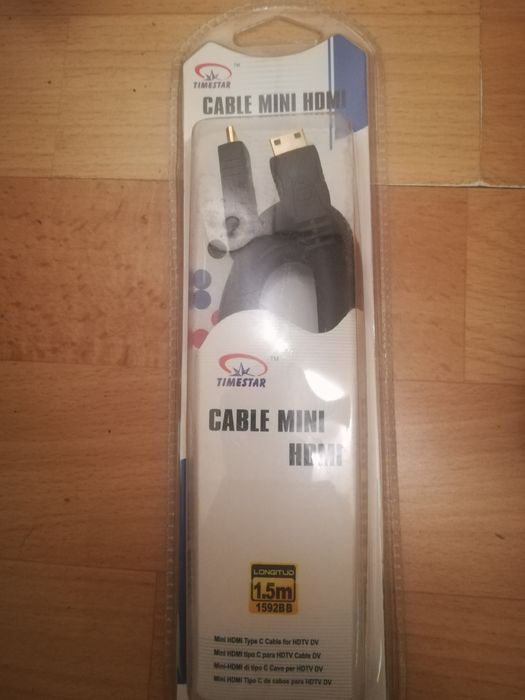 TM
TIMESTAR
CABLE MINI HDMI
TM
TIMESTAR
CABLE MINI
HDMI
LONGITUD
1.5m
1592BB
Mini HDMI Type C Cable for HDTV DV
Mini HDMI tipo C para HDTV Cable DV
Mini-HDMI di tipo C Cavo per HDTV DV
Mini HDMI Tipo C de cabos para HDTV DV